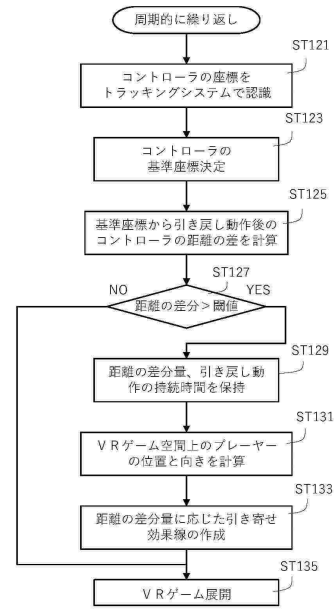 周期的に繰り返し
ST121
コントローラの座標を
トラッキングシステムで認識
ST123
コントローラの
基準座標決定
ST125
基準座標から引き戻し動作後の
コントローラの距離の差を計算
ST127
NO
YES
距離の差分＞閾値
ST129
距離の差分量、引き戻し動
作の持続時間を保持
ST131
ＶＲゲーム空間上のプレーヤー
の位置と向きを計算
ST133
距離の差分量に応じた引き寄せ
効果線の作成
ST135
ＶＲゲーム展開